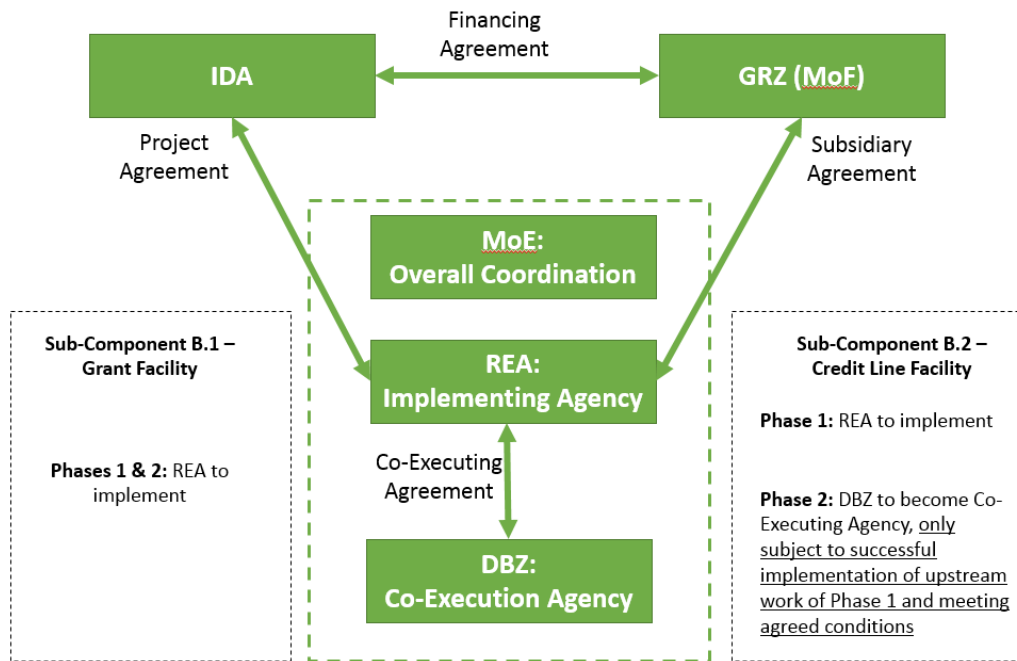 Financing
Agreement
IDA
GRZ (MoF)
Project
Agreement
Subsidiary
Agreement
MoE:
Overall Coordination
Sub-Component B.1 –
Grant Facility
Phases 1 & 2: REA to
implement
REA:
Implementing Agency
Co-Executing
Agreement
DBZ:
Co-Execution Agency
Sub-Component B.2 –
Credit Line Facility
Phase 1: REA to implement
Phase 2: DBZ to become Co-
Executing Agency, only
subject to successful
implementation of upstream
work of Phase 1 and meeting
agreed conditions